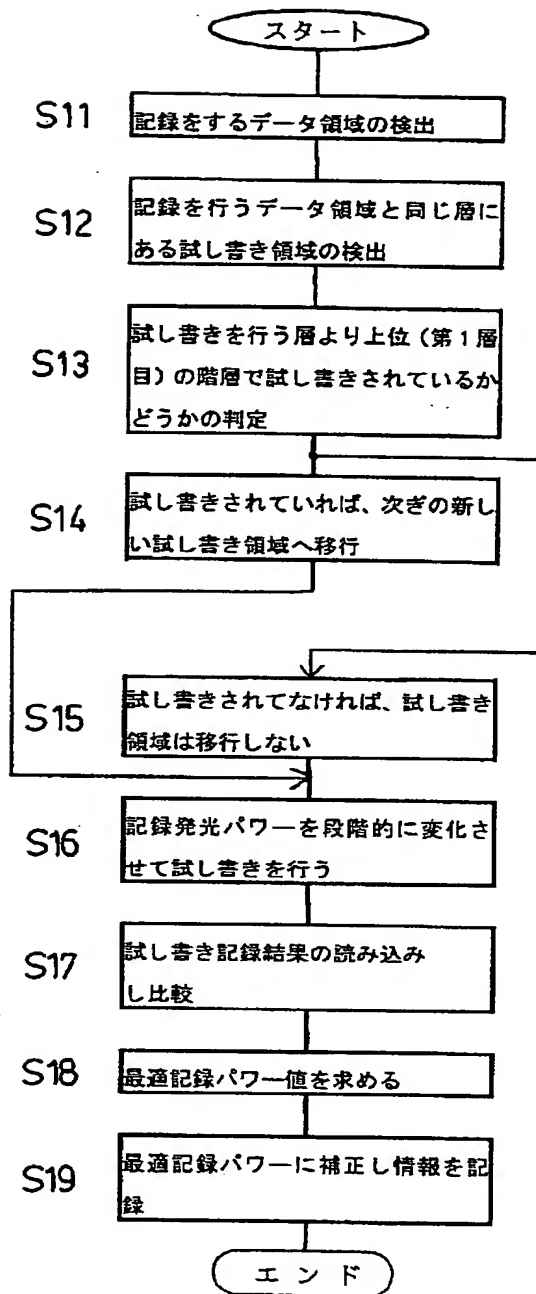 スタート
S11
記録をするデータ領域の検出
S12
記録を行うデータ領域と同じ層に
ある試し書き領域の検出
S13
試し書きを行う層より上位(第1層
目)の階層で試し書きされているか
どうかの判定
S14
試し書きされていれば、次ぎの新し
い試し書き領域へ移行
S15
試し書きされてなければ、試し書き
領域は移行しない
S16
記録発光パワーを段階的に変化さ
せて試し書きを行う
S17
試し書き記録結果の読み込み
し比較
S18
最適記録パワー値を求める
S19
最適記録パワーに補正し情報を記
録
エンド